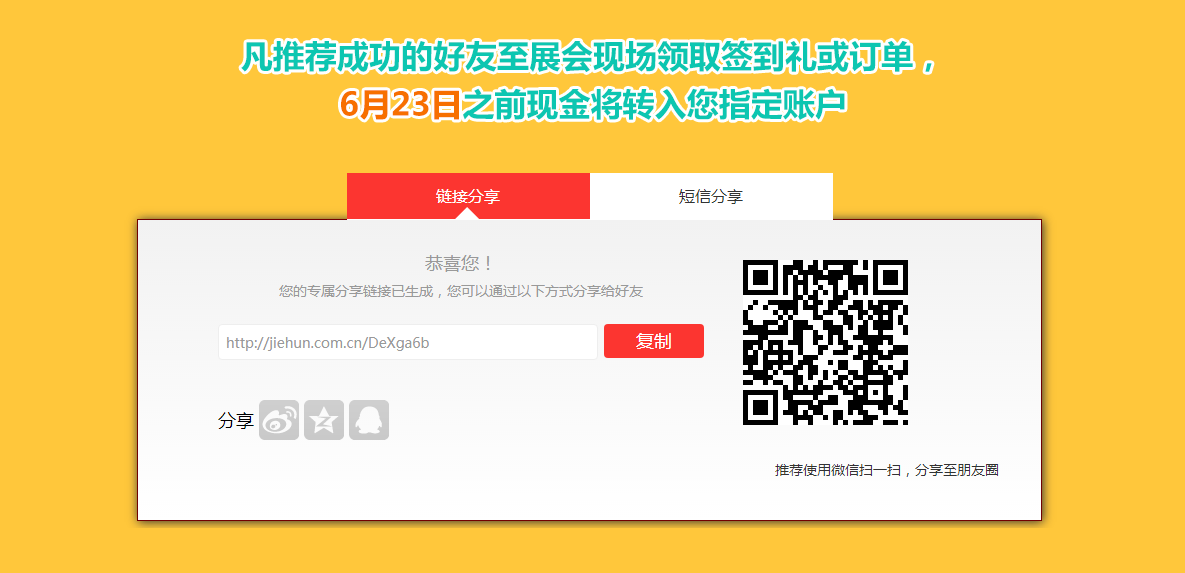 凡推荐成功的好友至展会现场领取签到礼或订单，
6月23日之前现金将转入您指定账户
链接分享
短信分享
恭喜您！
您的专属分享链接已生成，您可以通过以下方式分享给好友
http://jiehun.com.cn/DeXga6b
复制
分享
推荐使用微信扫一扫，分享至朋友圈